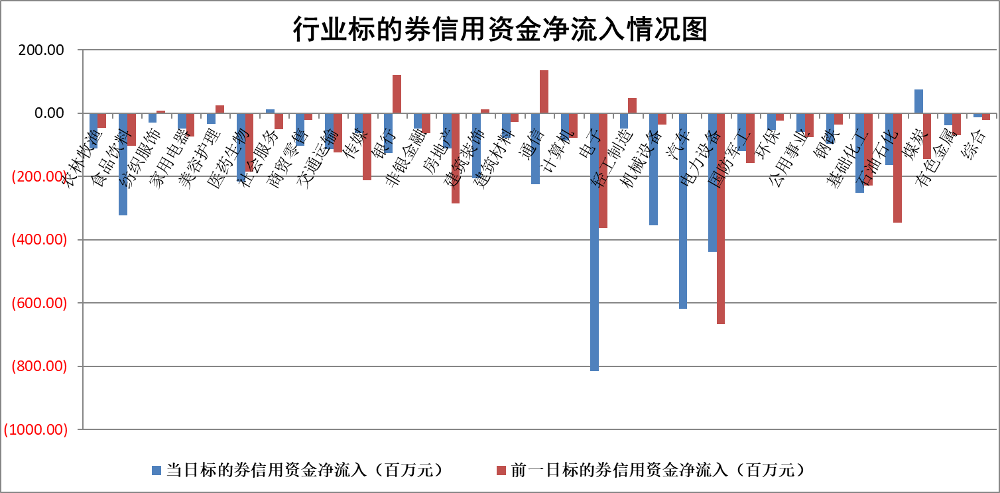 行业标的券信用资金净流入情况图
200.00
0.00
(200.00)
(400.00)
(600.00)
(800.00)
(1000.00)
农林牧渔
食品饮料
纺织服饰
家用电器
美容护理
医药生物
社会服务
商贸零售
交通运输
传媒
银行
非银金融
房地产
建筑装饰
建筑材料
通信
计算机
电子
轻工制造
机械设备
汽车
电力设备
国防军工
环保
公用事业
钢铁
基础化工
石油石化
煤炭
有色金属
综合
当日标的券信用资金净流入（百万元）
前一日标的券信用资金净流入（百万元）